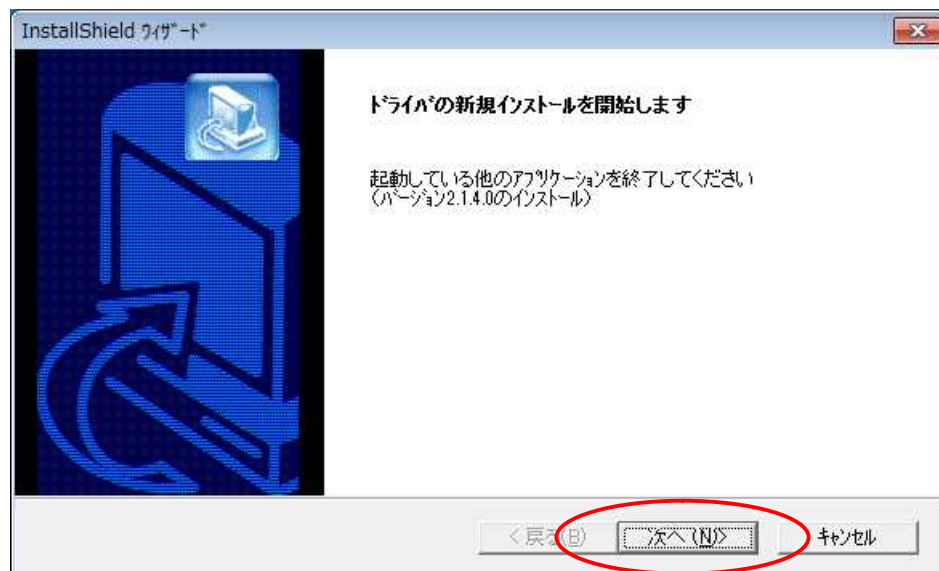 InstallShield ｳｨｻﾞｰﾄﾞ
ﾄﾞﾗｲﾊﾞの新規ｲﾝｽﾄｰﾙを開始します
起動している他のｱﾌﾟﾘｹｰｼｮﾝを終了してください
(ﾊﾞｰｼﾞｮﾝ2.1.4.0のｲﾝｽﾄｰﾙ)
< 戻る(B)
次へ(N)>
ｷｬﾝｾﾙ